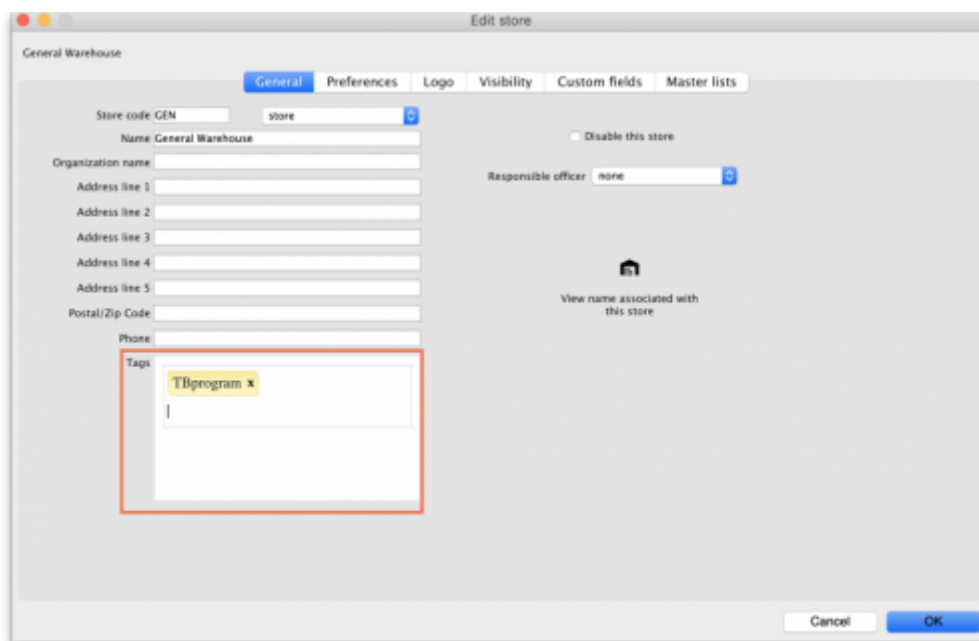 Edit store
General Warehouse
General Preferences Logo Visibility Custom fields Master lists
Store code GEN store
Name General Warehouse
Disable this store
Organization name
Responsible officer none
Address line 1
Address line 2
Address line 3
Address line 4
Address line 5
View name associated with
this store
Postal/Zip Code
Phone
Tags
TBprogram x
Cancel OK